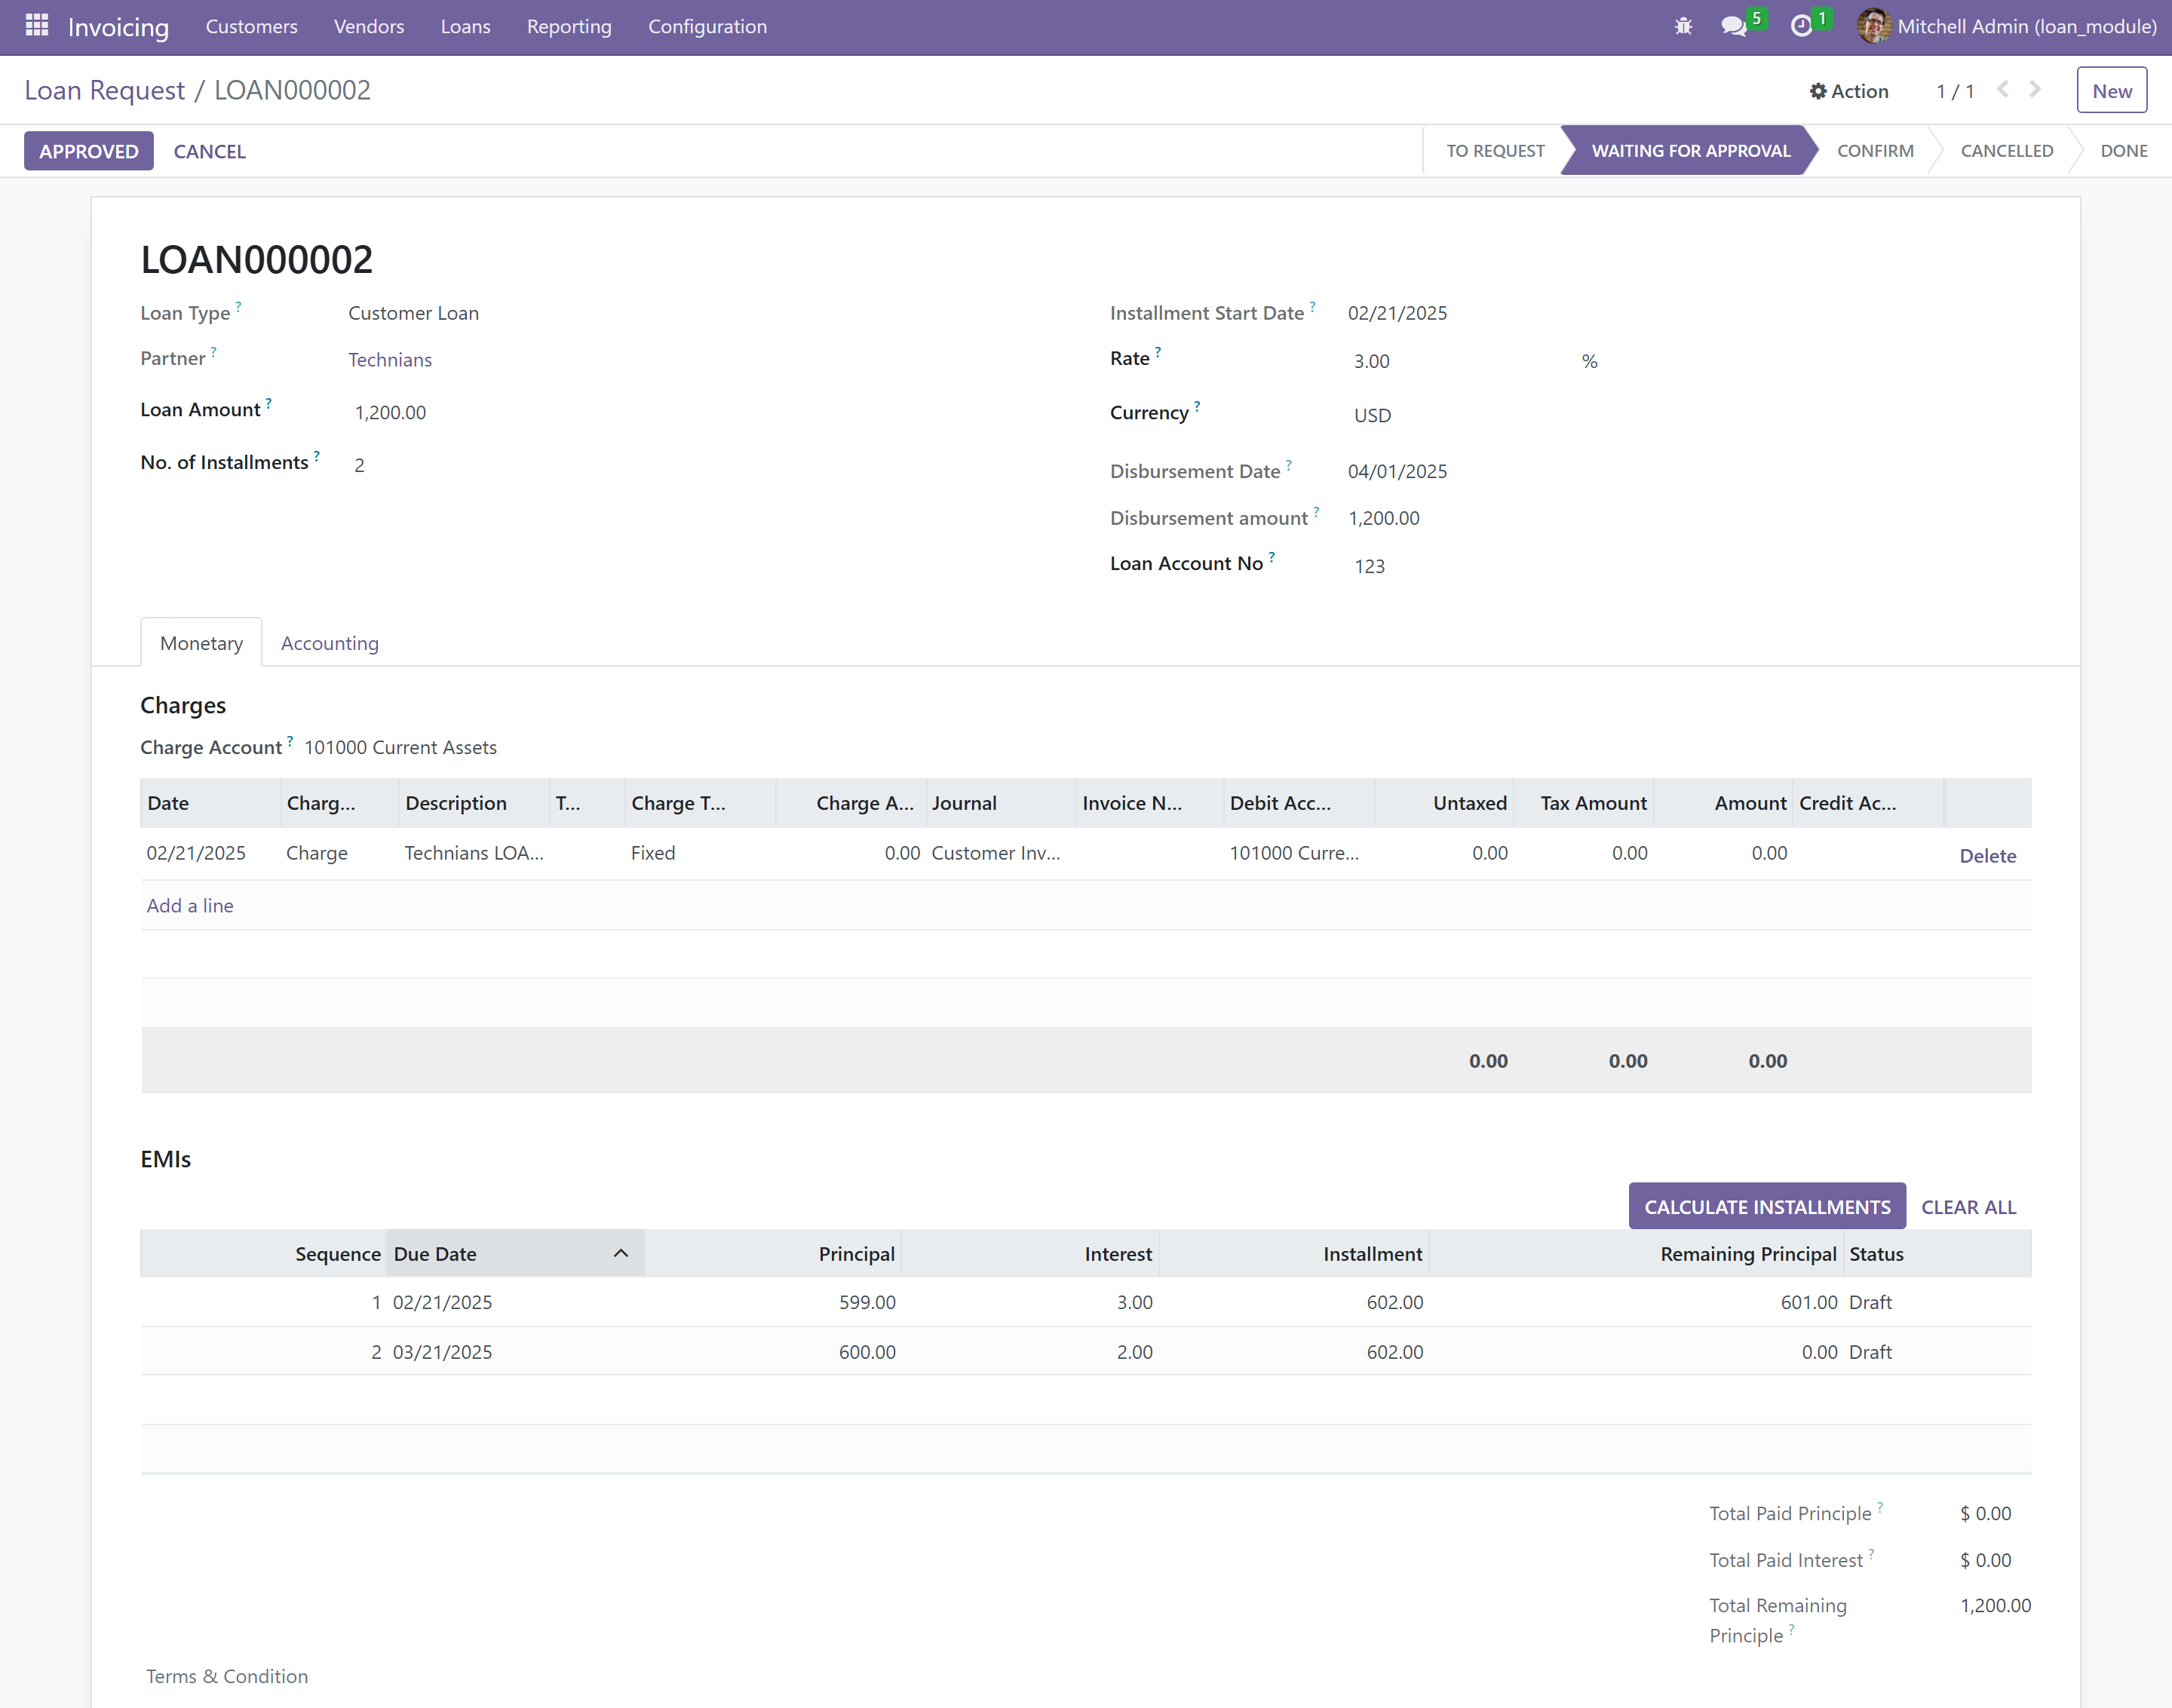 Invoicing Customers Vendors Loans Reporting Configuration 5 1 Mitchell Admin (loan_module)
Loan Request / LOAN000002 Action 1 / 1 New
APPROVED CANCEL TO REQUEST WAITING FOR APPROVAL CONFIRM CANCELLED DONE
LOAN000002
Loan Type ? Customer Loan
Partner ? Technians
Loan Amount ? 1,200.00
No. of Installments ? 2
Installment Start Date ? 02/21/2025
Rate ? 3.00 %
Currency ? USD
Disbursement Date ? 04/01/2025
Disbursement amount ? 1,200.00
Loan Account No ? 123
Monetary Accounting
Charges
Charge Account ? 101000 Current Assets
Date Charg... Description T... Charge T... Charge A... Journal Invoice N... Debit Acc... Untaxed Tax Amount Amount Credit Ac...
02/21/2025 Charge Technians LOA... Fixed 0.00 Customer Inv... 101000 Curre... 0.00 0.00 0.00 Delete
Add a line
0.00 0.00 0.00
EMIs
CALCULATE INSTALLMENTS CLEAR ALL
Sequence Due Date Principal Interest Installment Remaining Principal Status
1 02/21/2025 599.00 3.00 602.00 601.00 Draft
2 03/21/2025 600.00 2.00 602.00 0.00 Draft
Total Paid Principle ? $ 0.00
Total Paid Interest ? $ 0.00
Total Remaining 1,200.00
Principle ?
Terms & Condition